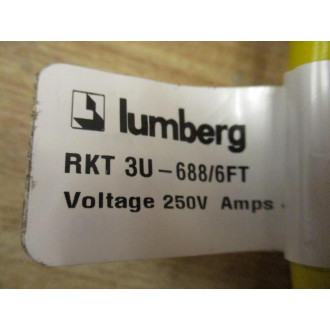 lumberg
RKT 3U-688/6FT
Voltage 250V Amps